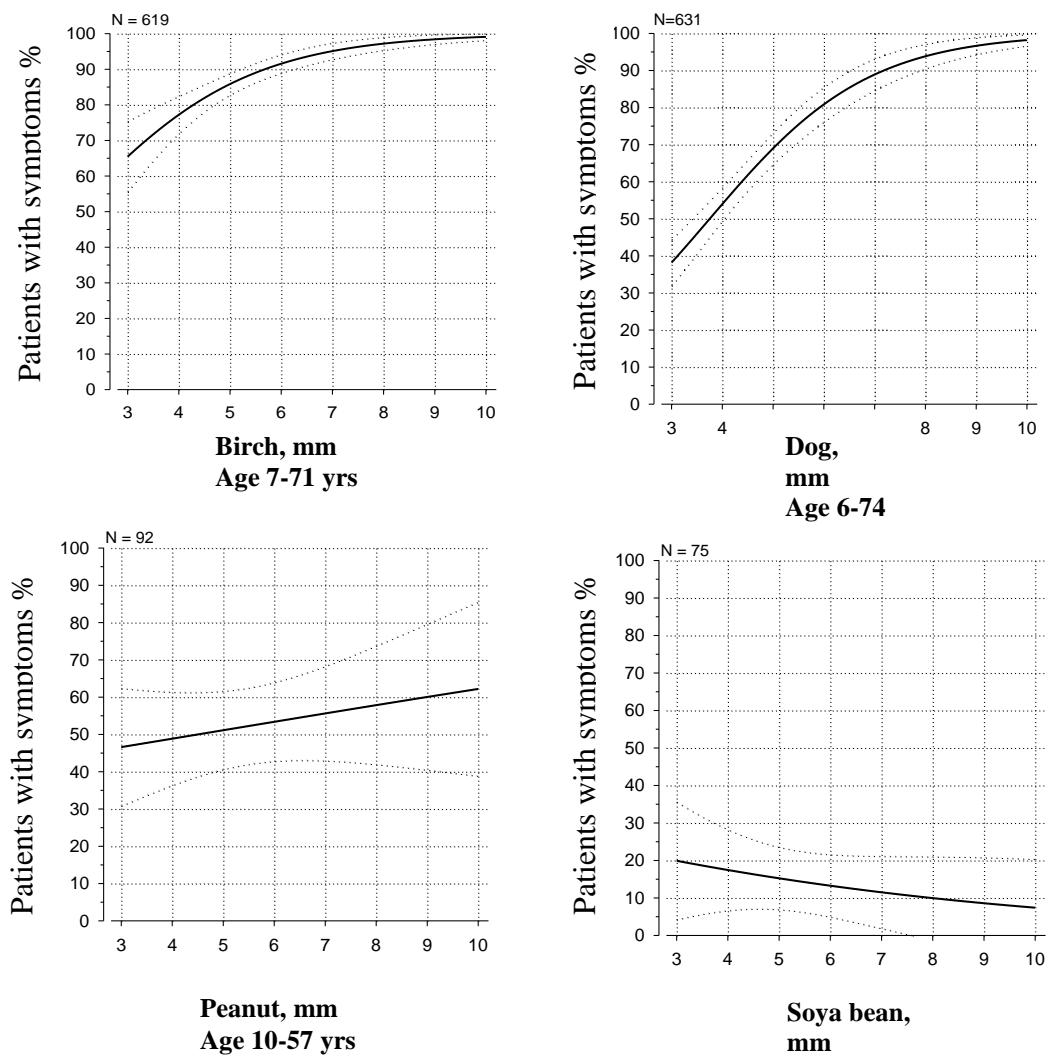 N = 619
Patients with symptoms %
100
90
80
70
60
50
40
30
20
10
0
3 4 5 6 7 8 9 10
Birch, mm
Age 7-71 yrs
N=631
Patients with symptoms %
100
90
80
70
60
50
40
30
20
10
0
3 4 8 9 10
Dog,
mm
Age 6-74
N = 92
Patients with symptoms %
100
90
80
70
60
50
40
30
20
10
0
3 4 5 6 7 8 9 10
Peanut, mm
Age 10-57 yrs
N = 75
Patients with symptoms %
100
90
80
70
60
50
40
30
20
10
0
3 4 5 6 7 8 9 10
Soya bean,
mm